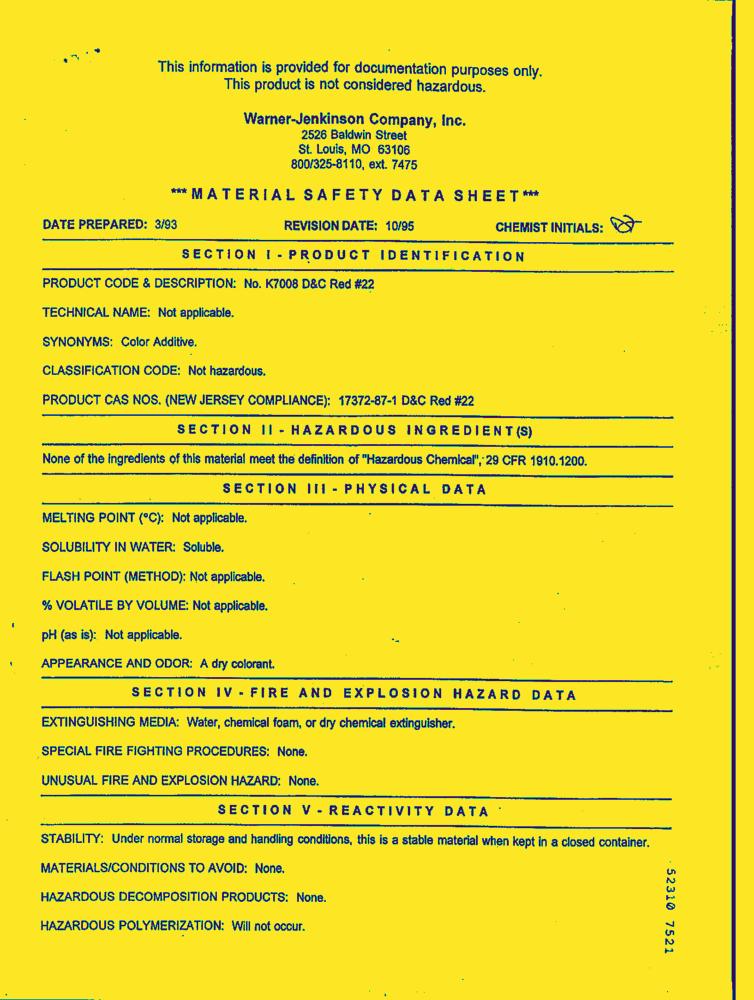 This information is provided for documentation purposes only.
This product is not considered hazardous.
Warner-Jenkinson Company, Inc.
2526 Baldwin Street
St. Louis, MO 63106
800/325-8110, ext. 7475
*** MATERIAL SAFETY DATA SHEET ***
DATE PREPARED: 3/93 REVISION DATE: 10/95 CHEMIST INITIALS:
SECTION I - PRODUCT IDENTIFICATION
PRODUCT CODE & DESCRIPTION: No. K7008 D&C Red #22
TECHNICAL NAME: Not applicable.
SYNONYMS: Color Additive.
CLASSIFICATION CODE: Not hazardous.
PRODUCT CAS NOS. (NEW JERSEY COMPLIANCE): 17372-87-1 D&C Red #22
SECTION II - HAZARDOUS INGREDIENT(S)
None of the ingredients of this material meet the definition of "Hazardous Chemical", 29 CFR 1910.1200.
SECTION III - PHYSICAL DATA
MELTING POINT (°C): Not applicable.
SOLUBILITY IN WATER: Soluble.
FLASH POINT (METHOD): Not applicable.
% VOLATILE BY VOLUME: Not applicable.
pH (as is): Not applicable.
APPEARANCE AND ODOR: A dry colorant.
SECTION IV - FIRE AND EXPLOSION HAZARD DATA
EXTINGUISHING MEDIA: Water, chemical foam, or dry chemical extinguisher.
SPECIAL FIRE FIGHTING PROCEDURES: None.
UNUSUAL FIRE AND EXPLOSION HAZARD: None.
SECTION V - REACTIVITY DATA
STABILITY: Under normal storage and handling conditions, this is a stable material when kept in a closed container.
MATERIALS/CONDITIONS TO AVOID: None.
HAZARDOUS DECOMPOSITION PRODUCTS: None.
HAZARDOUS POLYMERIZATION: Will not occur.
52310 7521